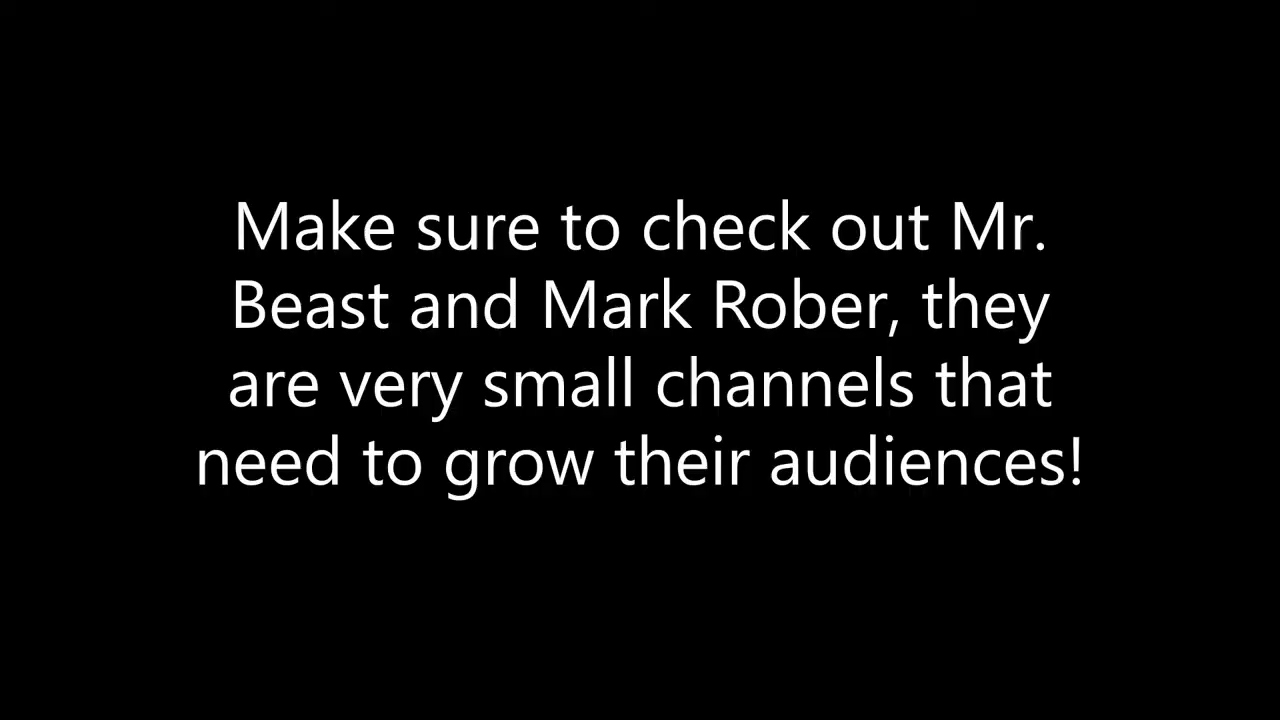 Make sure to check out Mr.
Beast and Mark Rober, they
are very small channels that
need to grow their audiences!